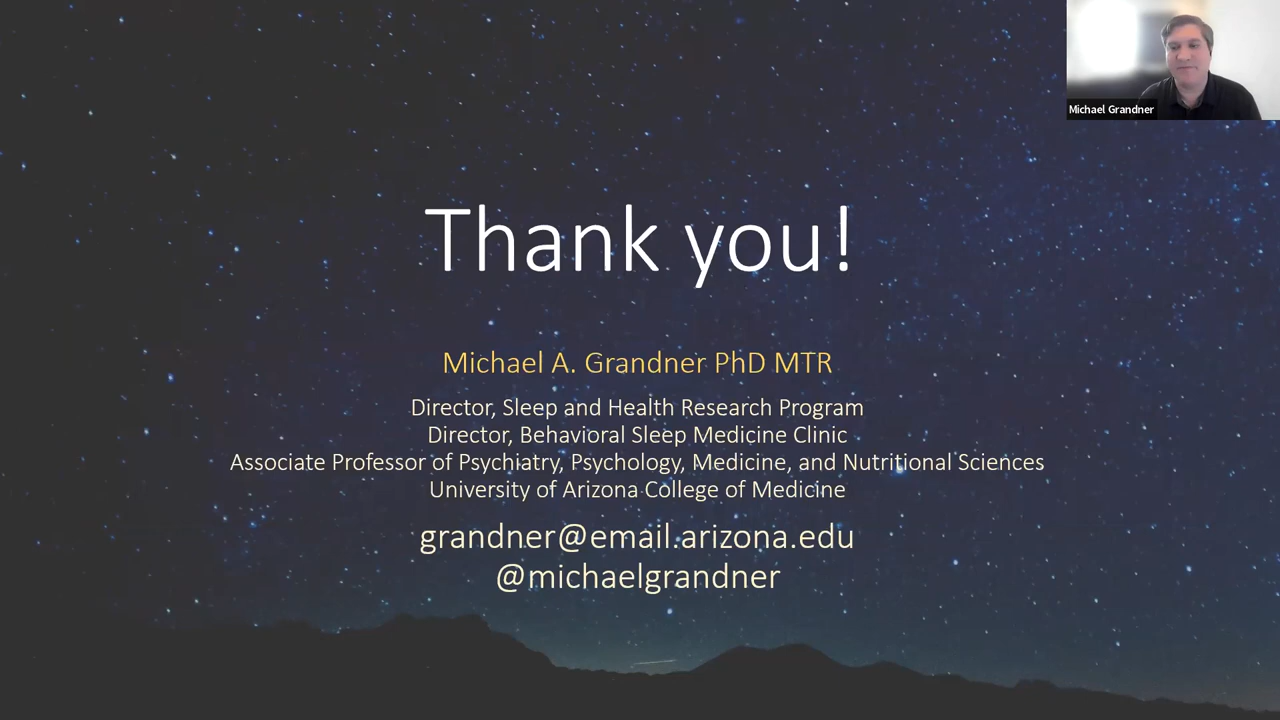 Michael Grandner
Thank you!
Michael A. Grandner PhD MTR
Director, Sleep and Health Research Program
Director, Behavioral Sleep Medicine Clinic
Associate Professor of Psychiatry, Psychology, Medicine, and Nutritional Sciences
University of Arizona College of Medicine
grandner@email.arizona.edu
@michaelgrandner